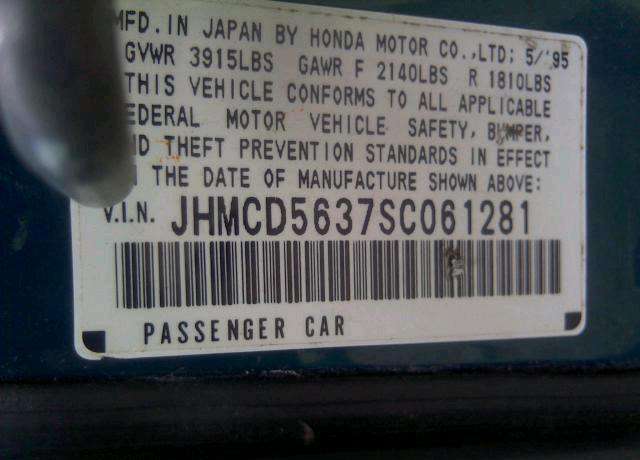 MFD. IN JAPAN BY HONDA MOTOR CO.,LTD; 5/'95
GVWR 3915LBS GAWR F 2140LBS R 1810LBS
THIS VEHICLE CONFORMS TO ALL APPLICABLE
EDERAL MOTOR VEHICLE SAFETY, BUMPER,
ND THEFT PREVENTION STANDARDS IN EFFECT
N THE DATE OF MANUFACTURE SHOWN ABOVE:
V.I.N. JHMCD5637SC061281
PASSENGER CAR